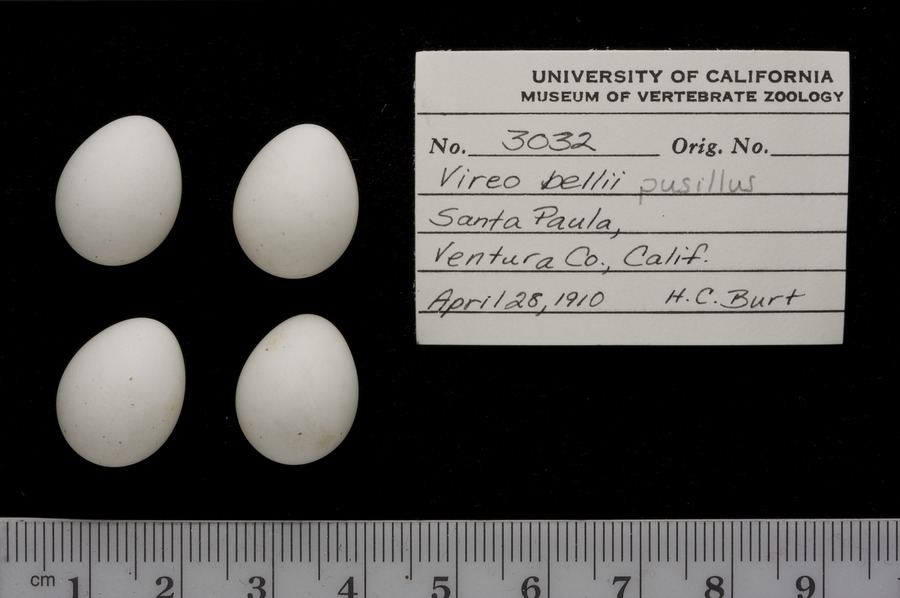 UNIVERSITY OF CALIFORNIA
MUSEUM OF VERTEBRATE ZOOLOGY
No. 3032 Orig. No.
Vireo bellii pusillus
Santa Paula,
Ventura Co., Calif.
April 28, 1910 H. C. Burt
cm 1 2 3 4 5 6 7 8 9